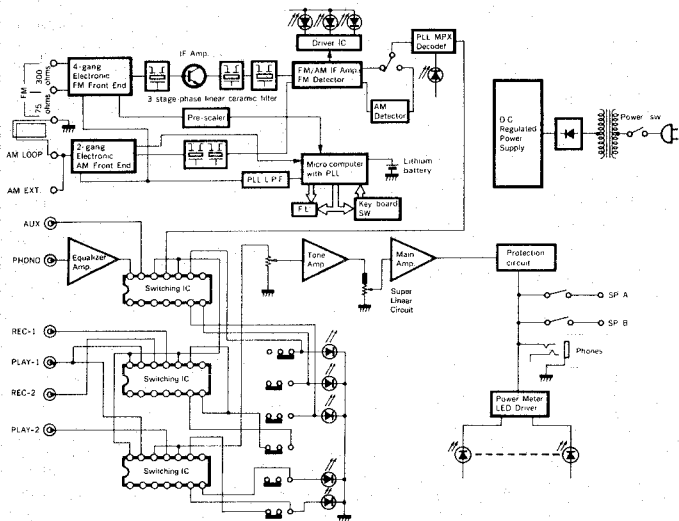 PLL MPX
Decoder
Driver IC
IF Amp.
4-gang
Electronic
FM Front End
FM/AM IF Amp.
FM Detector
FM
300
ohms
75
ohms
3 stage-phase linear ceramic filter
AM
Detector
Pre-scaler
DC
Regulated
Power
Supply
Power sw
AM LOOP
2-gang
Electronic
AM Front End
Micro computer
with PLL
Lithium
battery
AM EXT.
PLL LPF
FL
Key board
SW
AUX
PHONO
Equalizer
Amp.
Switching IC
Tone
Amp.
Main
Amp.
Super
Linear
Circuit
Protection
circuit
SP A
SP B
Phones
REC-1
PLAY-1
REC-2
PLAY-2
Switching IC
Switching IC
Power Meter
LED Driver